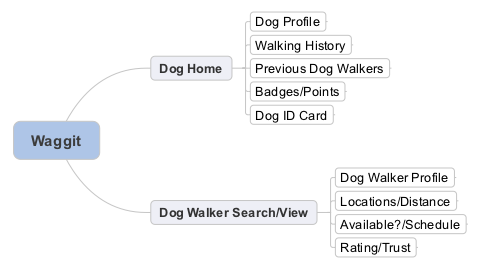 Waggit
Dog Home
Dog Profile
Walking History
Previous Dog Walkers
Badges/Points
Dog ID Card
Dog Walker Search/View
Dog Walker Profile
Locations/Distance
Available?/Schedule
Rating/Trust